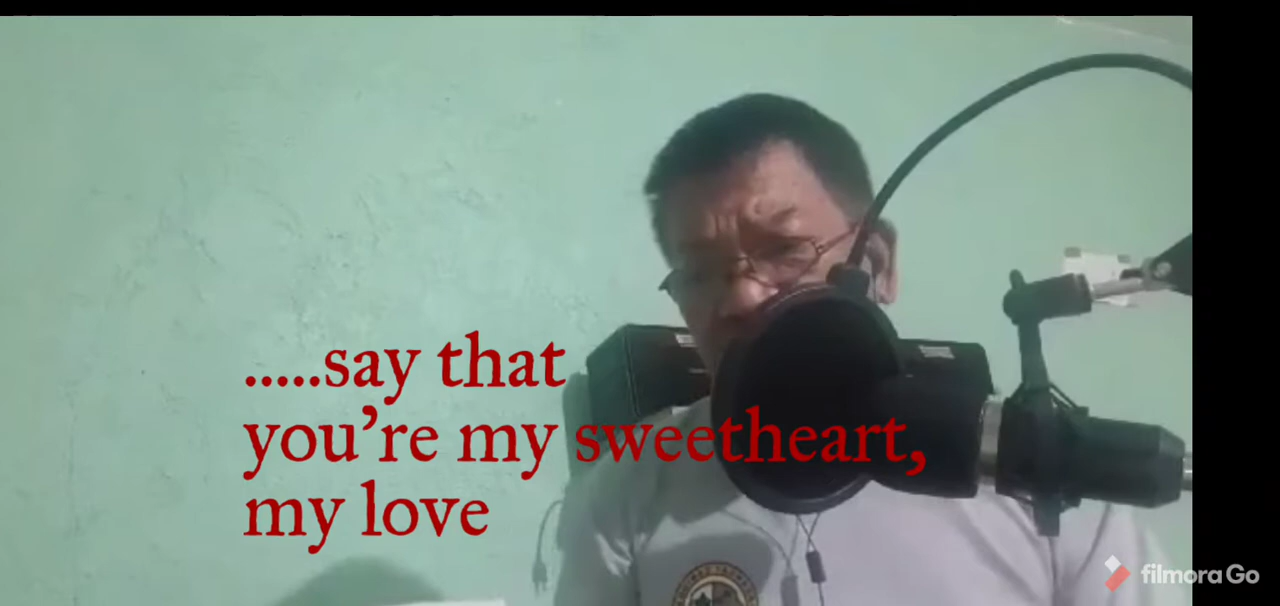 .....say that
you're my sweetheart,
my love
filmoraGo